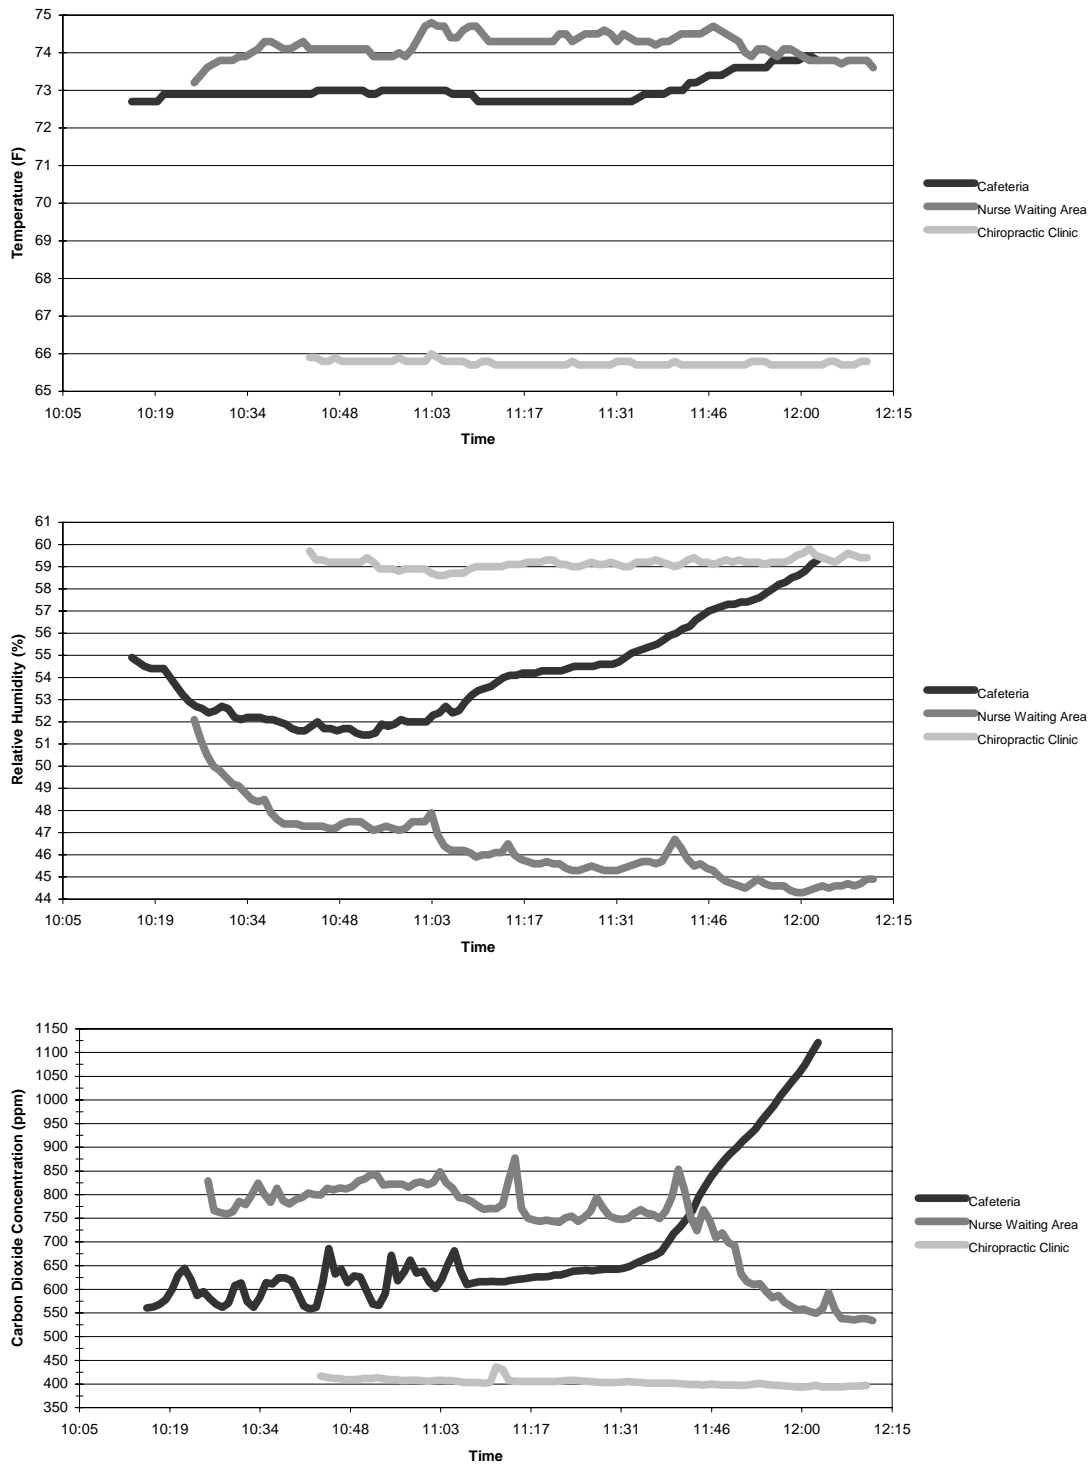 75
74
73
72
71
70
69
68
67
66
65
Temperature (F)
10:05 10:19 10:34 10:48 11:03 11:17 11:31 11:46 12:00 12:15
Time
Cafeteria
Nurse Waiting Area
Chiropractic Clinic
61
60
59
58
57
56
55
54
53
52
51
50
49
48
47
46
45
44
Relative Humidity (%)
10:05 10:19 10:34 10:48 11:03 11:17 11:31 11:46 12:00 12:15
Time
Cafeteria
Nurse Waiting Area
Chiropractic Clinic
1150
1100
1050
1000
950
900
850
800
750
700
650
600
550
500
450
400
350
Carbon Dioxide Concentration (ppm)
10:05 10:19 10:34 10:48 11:03 11:17 11:31 11:46 12:00 12:15
Time
Cafeteria
Nurse Waiting Area
Chiropractic Clinic